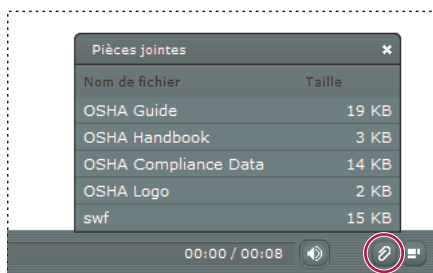 Pièces jointes
Nom de fichier Taille
OSHA Guide 19 KB
OSHA Handbook 3 KB
OSHA Compliance Data 14 KB
OSHA Logo 2 KB
swf 15 KB
00:00 / 00:08